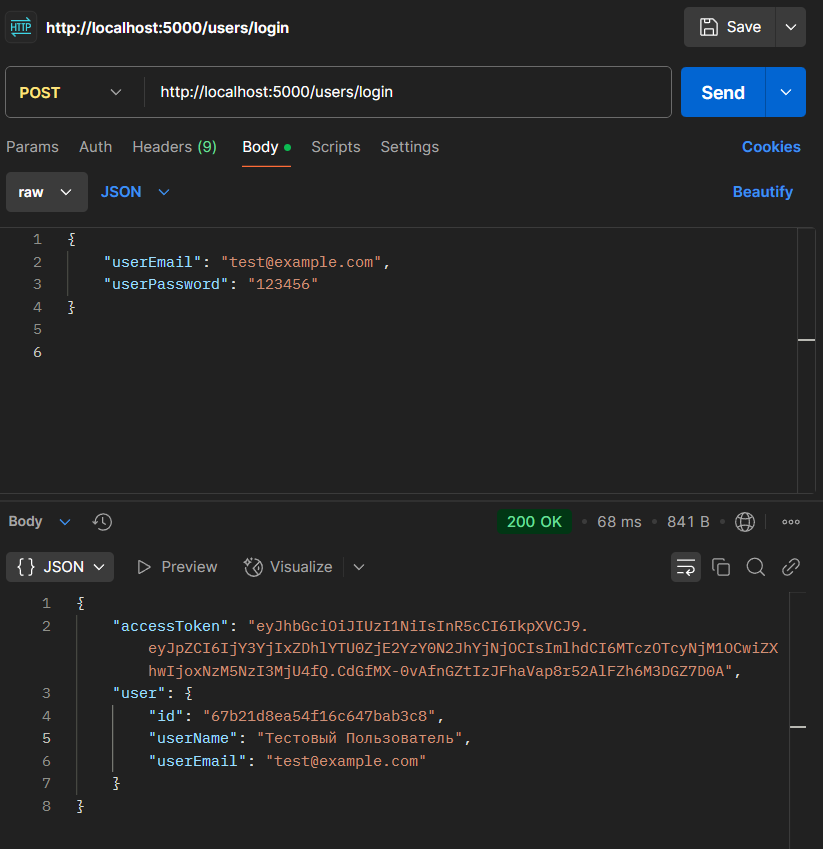 HTTP http://localhost:5000/users/login Save
POST http://localhost:5000/users/login Send
Params Auth Headers (9) Body Scripts Settings Cookies
raw JSON Beautify
1 {
2 "userEmail": "test@example.com",
3 "userPassword": "123456"
4 }
5
6
Body 200 OK 68 ms 841 B
{} JSON Preview Visualize
1 {
2 "accessToken": "eyJhbGciOiJIUzI1NiIsInR5cCI6IkpXVCJ9.
eyJpZCI6IjY3YjIxZDhlYTU0ZjE2YzY0N2JhYjNjOCIsImlhdCI6MTczOTcyNjM1OCwiZX
hwIjoxNzM5NzI3MjU4fQ.CdGfMX-0vAfnGZtIzJFhaVap8r52AlFZh6M3DGZ7D0A",
3 "user": {
4 "id": "67b21d8ea54f16c647bab3c8",
5 "userName": "Тестовый Пользователь",
6 "userEmail": "test@example.com"
7 }
8 }